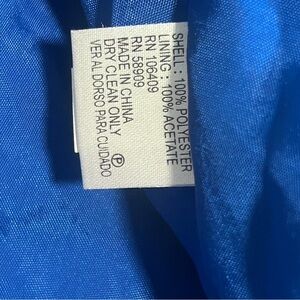 SHELL : 100% POLYESTER
LINING : 100% ACETATE
RN 106409
RN 58909
MADE IN CHINA
DRY CLEAN ONLY
VER AL DORSO PARA CUIDADO
P